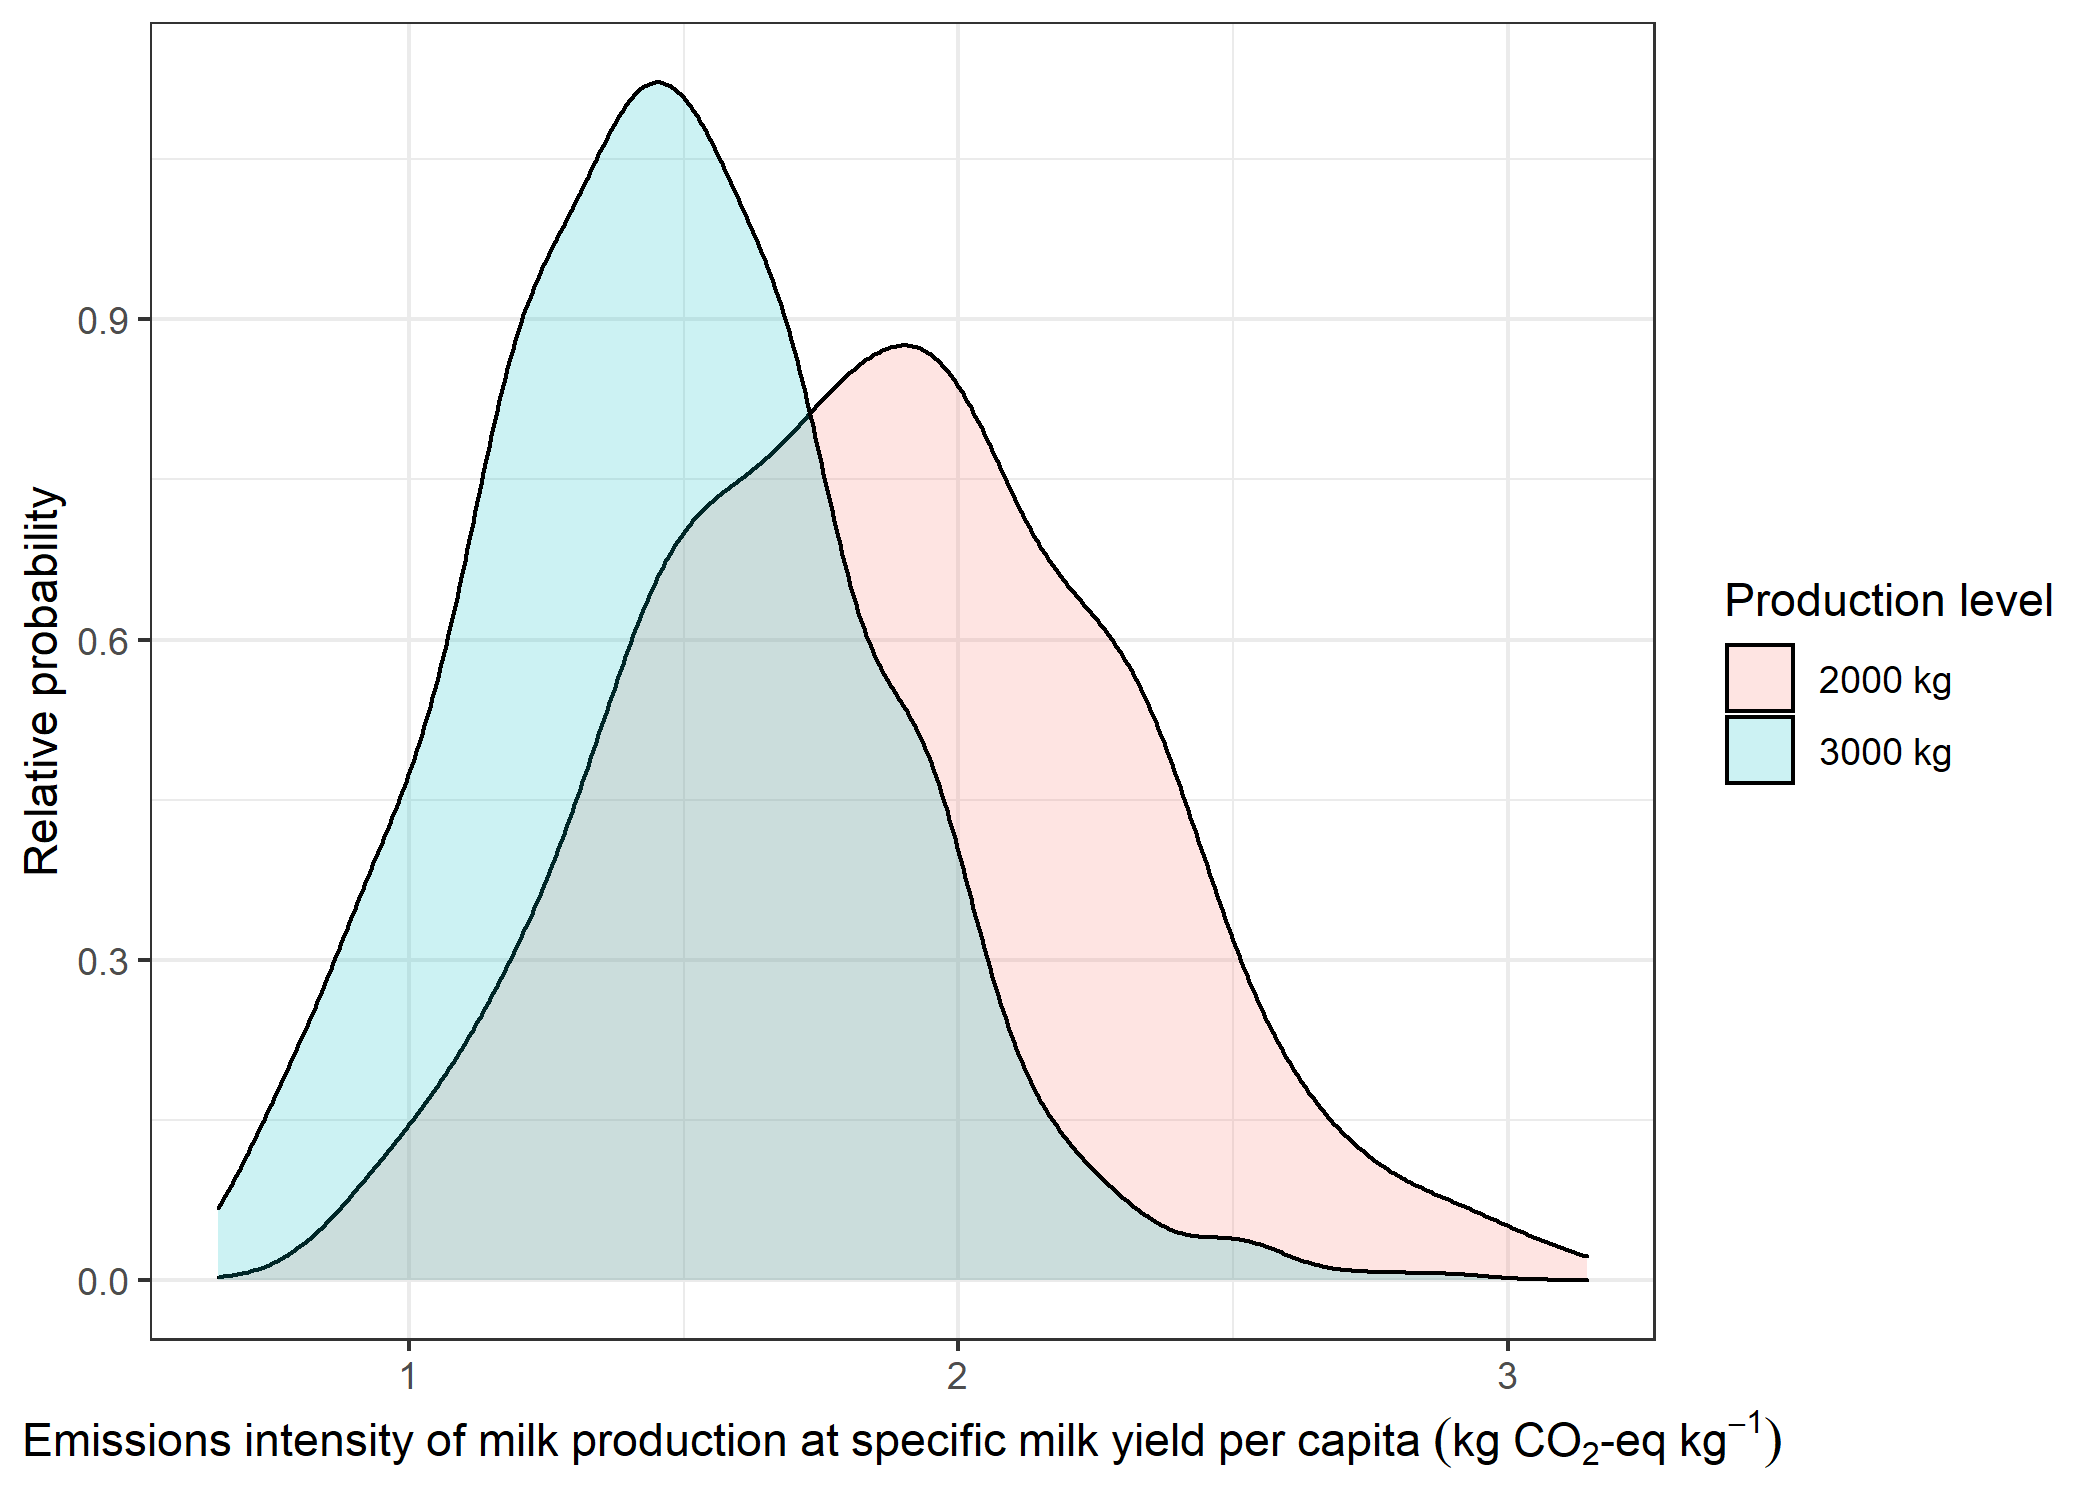 Relative probability
0.9
0.6
0.3
0.0
1 2 3
Emissions intensity of milk production at specific milk yield per capita (kg CO₂-eq kg⁻¹)
Production level
2000 kg
3000 kg